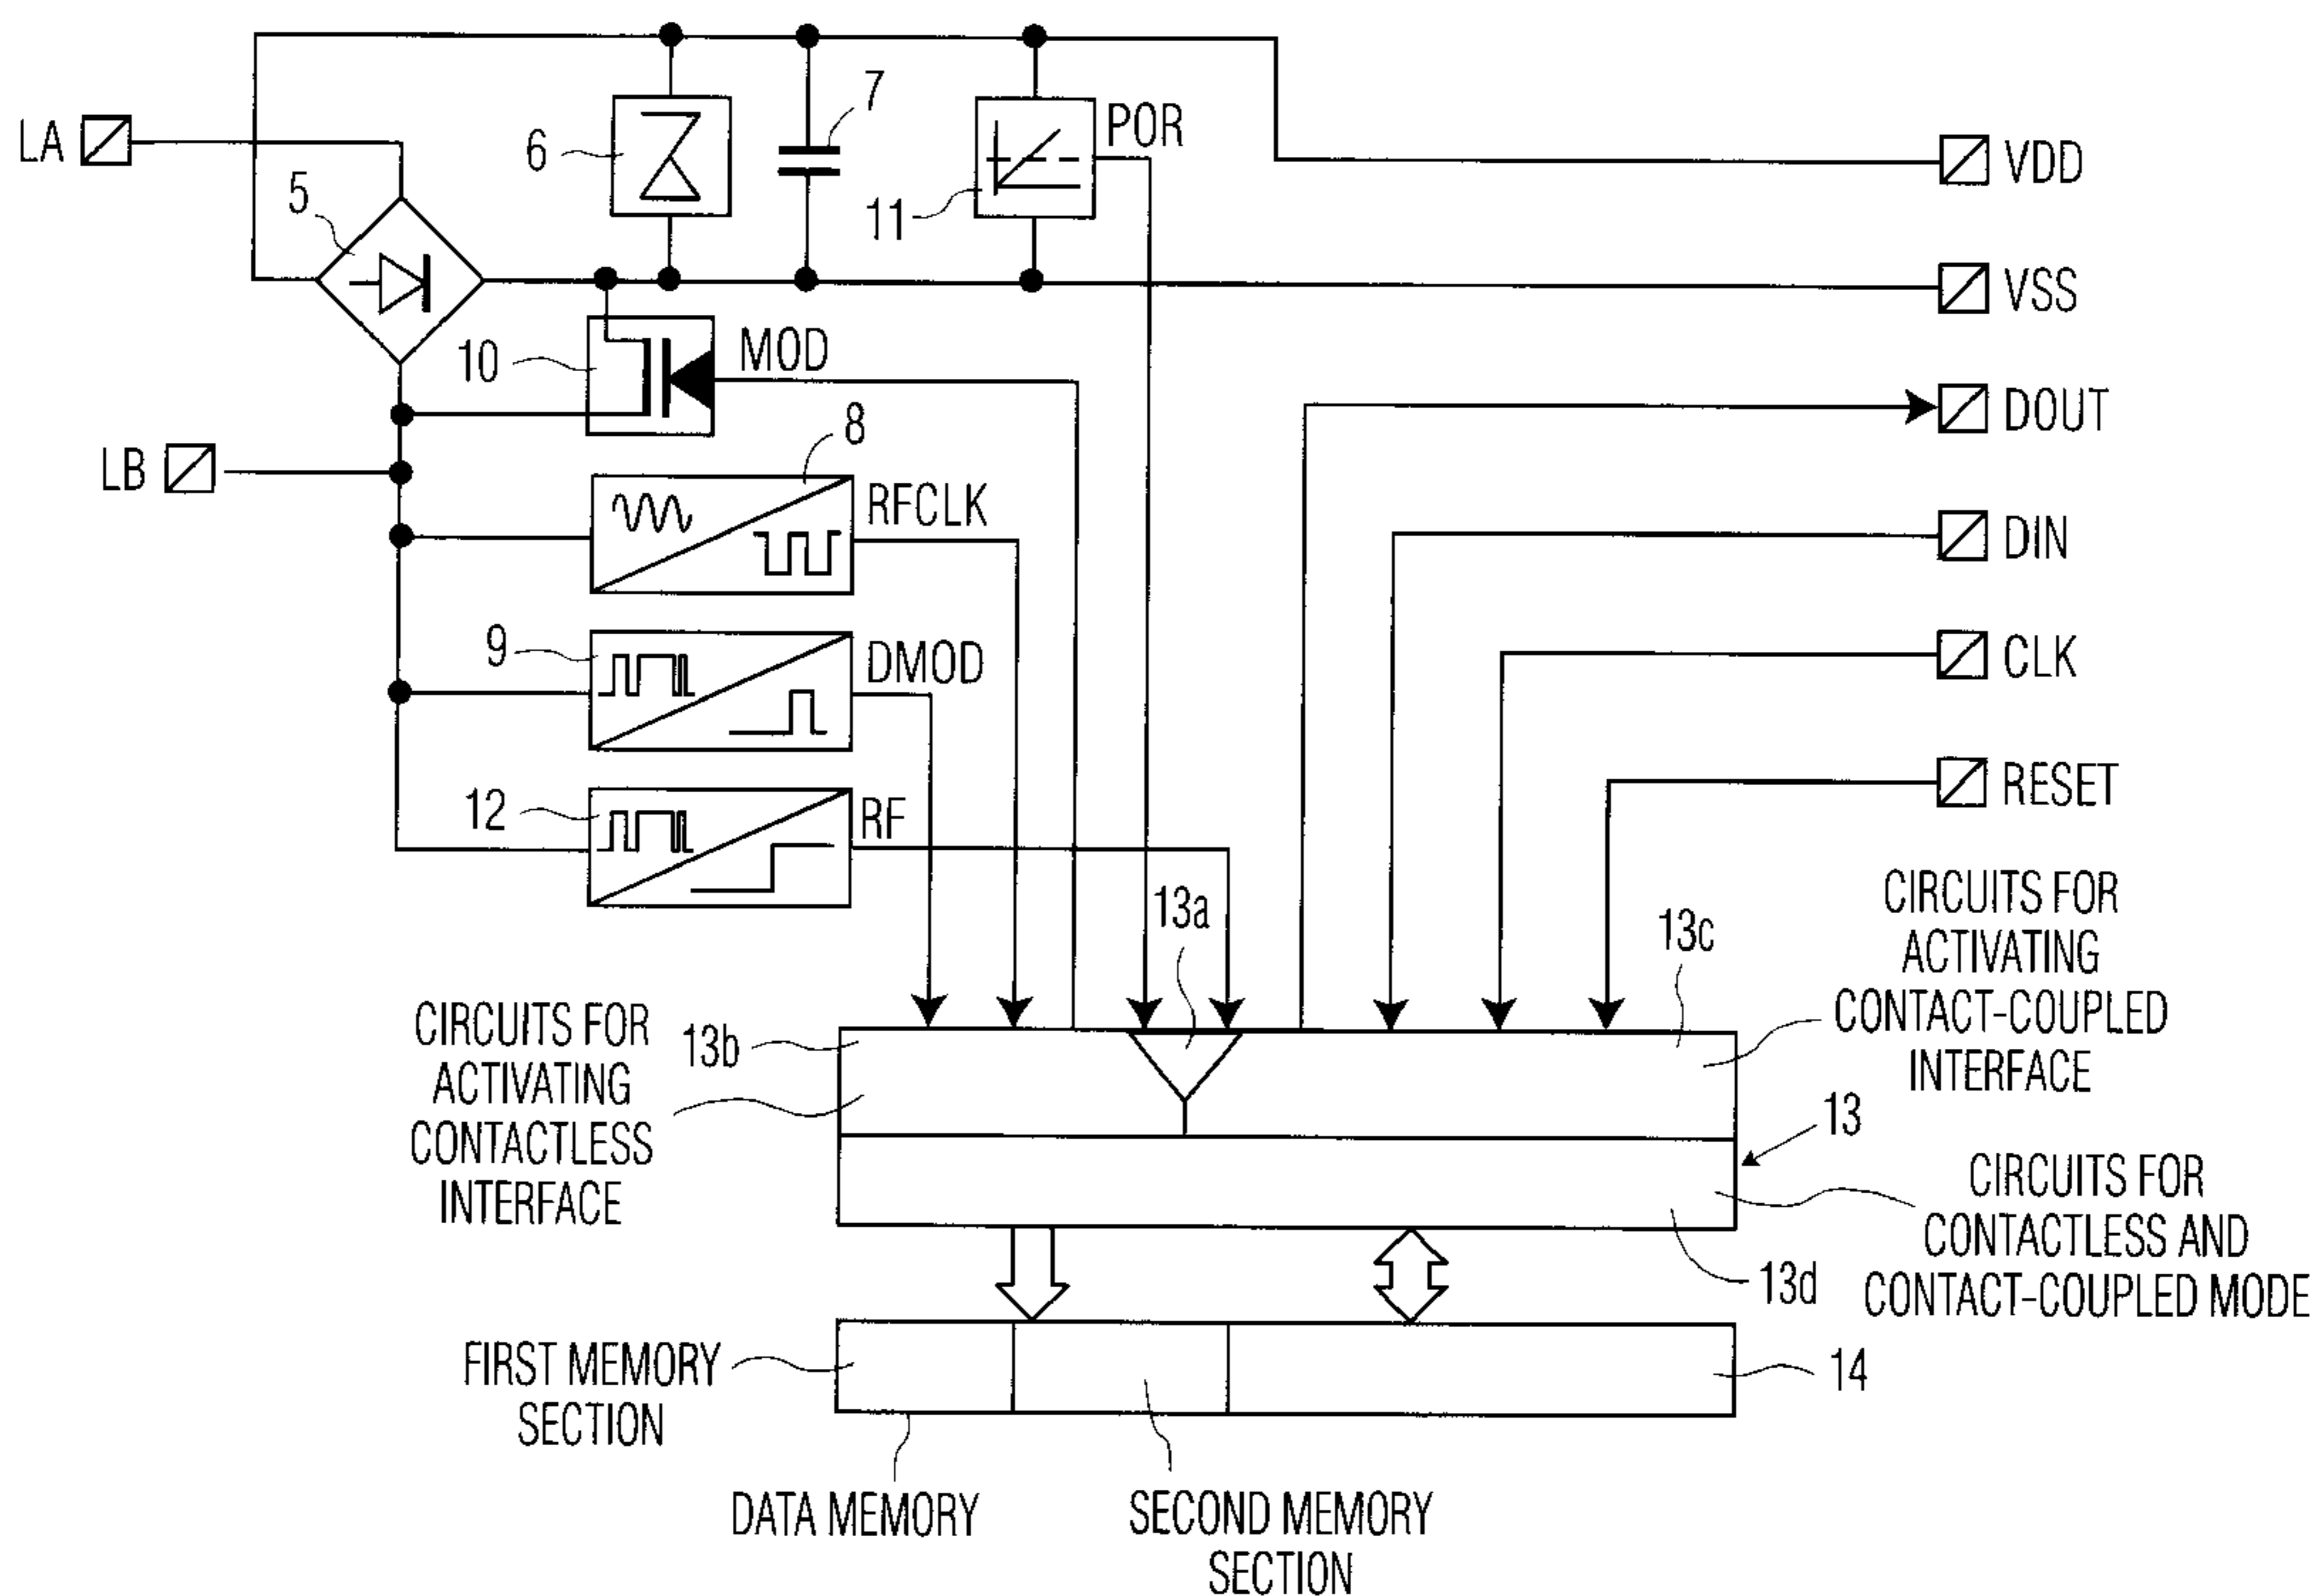 LA
5
6
7
11
POR
VDD
VSS
10
MOD
DOUT
LB
8
RFCLK
DIN
9
DMOD
CLK
12
RF
RESET
13a
13c
CIRCUITS FOR
ACTIVATING
CONTACT-COUPLED
INTERFACE
CIRCUITS FOR
ACTIVATING
CONTACTLESS
INTERFACE
13b
13
CIRCUITS FOR
CONTACTLESS AND
CONTACT-COUPLED MODE
13d
FIRST MEMORY
SECTION
14
DATA MEMORY
SECOND MEMORY
SECTION